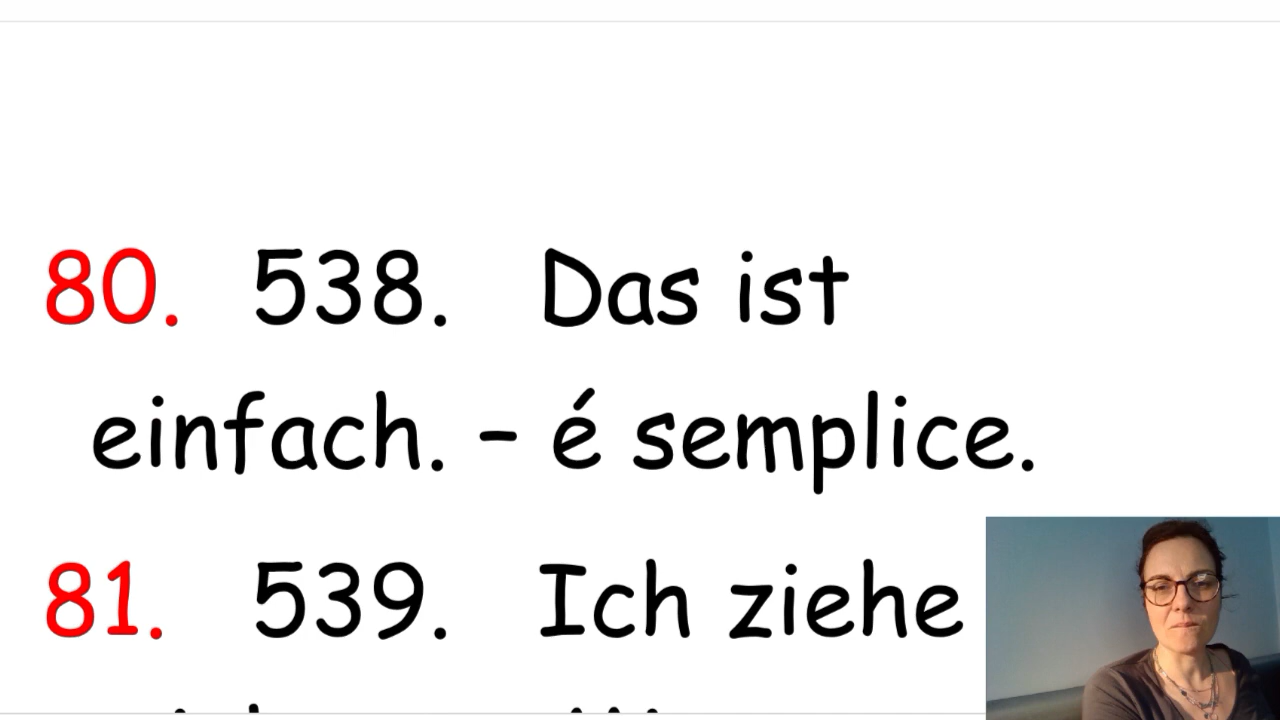 80. 538. Das ist
einfach. – é semplice.
81. 539. Ich ziehe